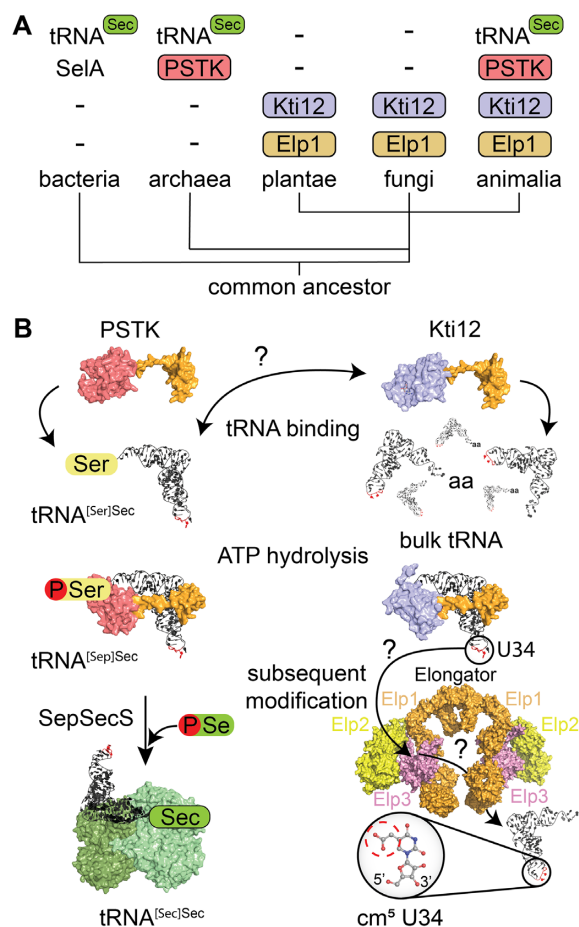 A
tRNA Sec tRNA Sec - - tRNA Sec
SelA PSTK - - PSTK
- - Kti12 Kti12 Kti12
- - Elp1 Elp1 Elp1
bacteria archaea plantae fungi animalia
common ancestor
B
PSTK
Kti12
?
tRNA binding
Ser
tRNA[Ser]Sec
aa
aa
aa
bulk tRNA
ATP hydrolysis
P Ser
tRNA[Sep]Sec
U34
?
subsequent
modification
Elongator
Elp1 Elp1
Elp2 Elp2
?
Elp3 Elp3
SepSecS
P Se
Sec
tRNA[Sec]Sec
5' 3'
cm⁵ U34